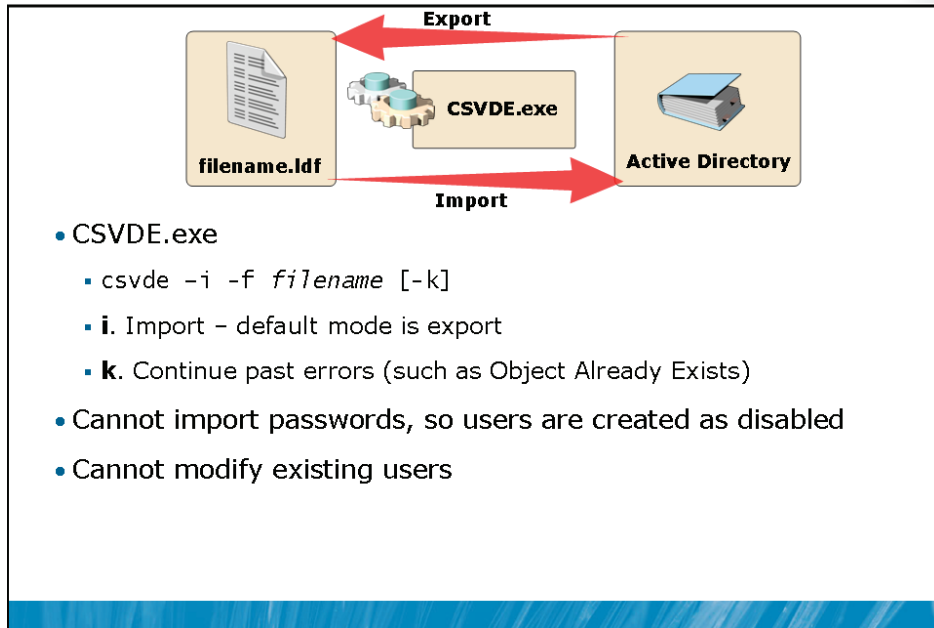 Export
CSVDE.exe
filename.ldf
Active Directory
Import
• CSVDE.exe
▪ csvde –i -f filename [-k]
▪ i. Import – default mode is export
▪ k. Continue past errors (such as Object Already Exists)
• Cannot import passwords, so users are created as disabled
• Cannot modify existing users